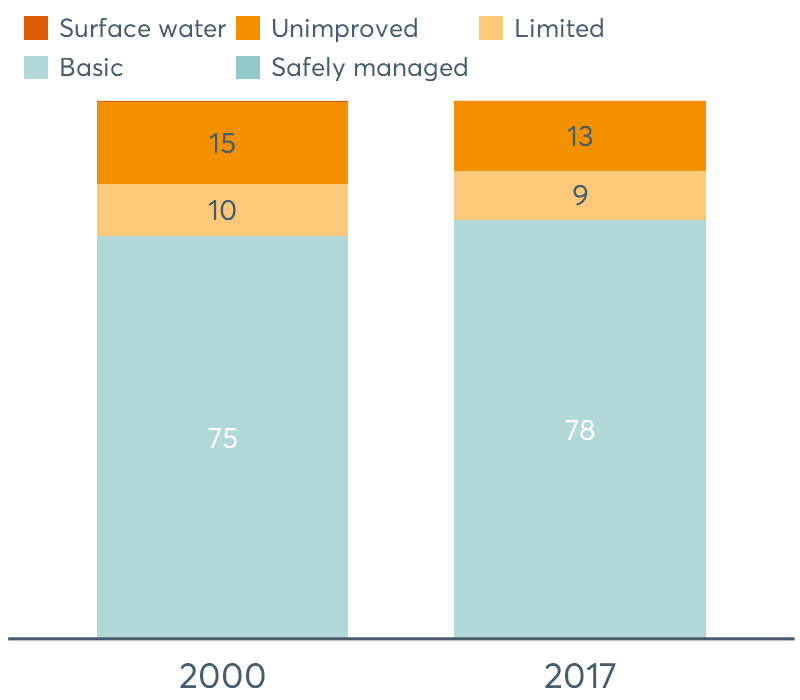 Surface water Unimproved Limited
Basic Safely managed
15 13
10 9
75 78
2000 2017